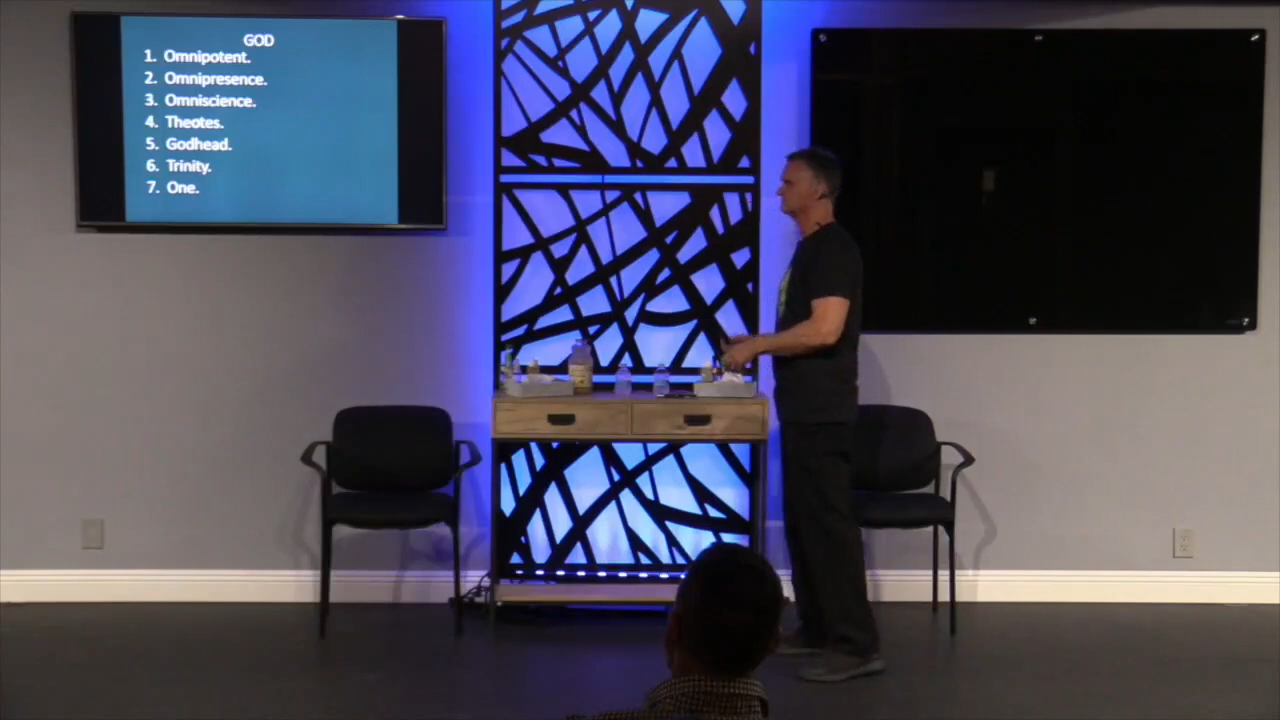 GOD
1. Omnipotent.
2. Omnipresence.
3. Omniscience.
4. Theotes.
5. Godhead.
6. Trinity.
7. One.